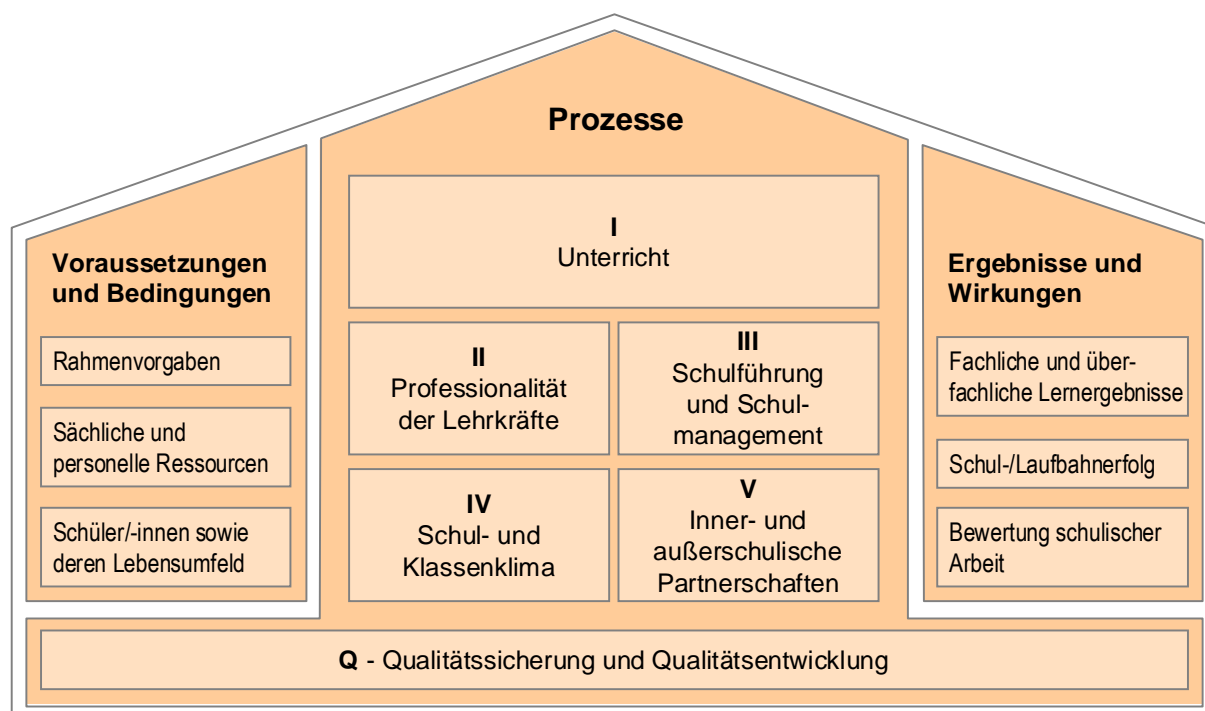 Prozesse
I
Unterricht
Voraussetzungen
und Bedingungen
Rahmenvorgaben
Sächliche und
personelle Ressourcen
Schüler/-innen sowie
deren Lebensumfeld
II
Professionalität
der Lehrkräfte
III
Schulführung
und Schul-
management
IV
Schul- und
Klassenklima
V
Inner- und
außerschulische
Partnerschaften
Ergebnisse und
Wirkungen
Fachliche und über-
fachliche Lernergebnisse
Schul-/Laufbahnerfolg
Bewertung schulischer
Arbeit
Q - Qualitätssicherung und Qualitätsentwicklung